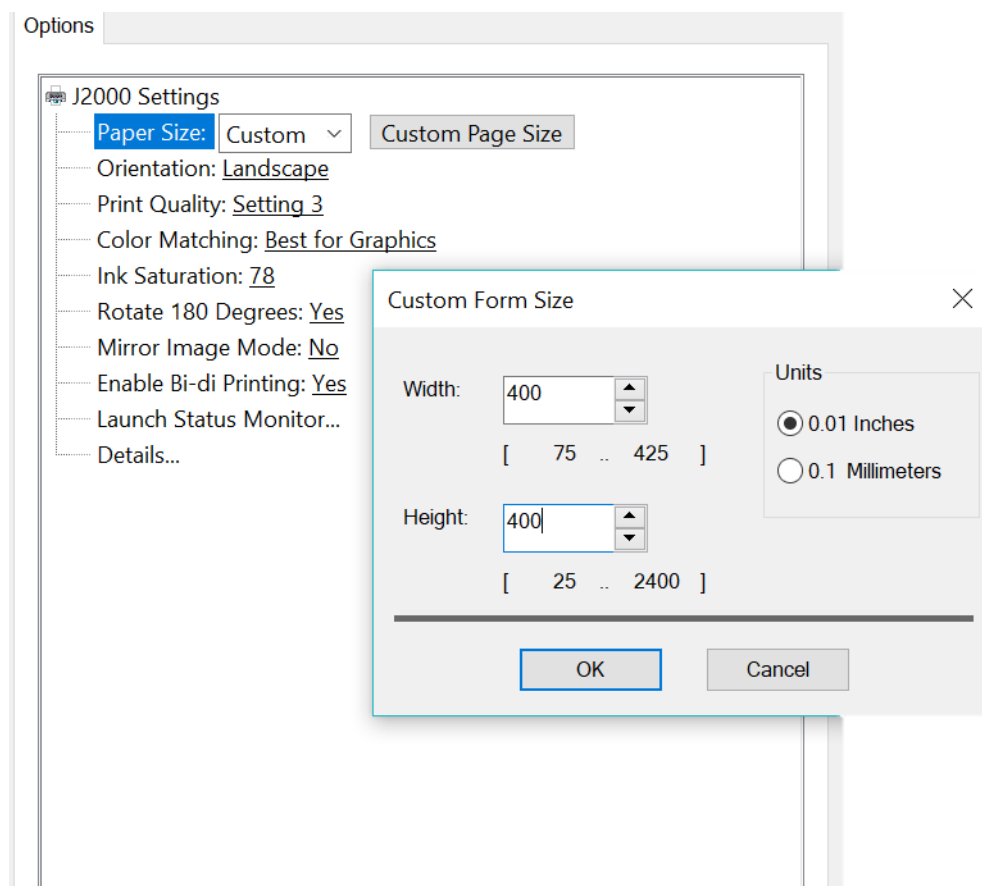 Options
J2000 Settings
Paper Size: Custom Custom Page Size
Orientation: Landscape
Print Quality: Setting 3
Color Matching: Best for Graphics
Ink Saturation: 78
Rotate 180 Degrees: Yes
Mirror Image Mode: No
Enable Bi-di Printing: Yes
Launch Status Monitor...
Details...
Custom Form Size
Width: 400
[ 75 .. 425 ]
Height: 400
[ 25 .. 2400 ]
Units
0.01 Inches
0.1 Millimeters
OK Cancel